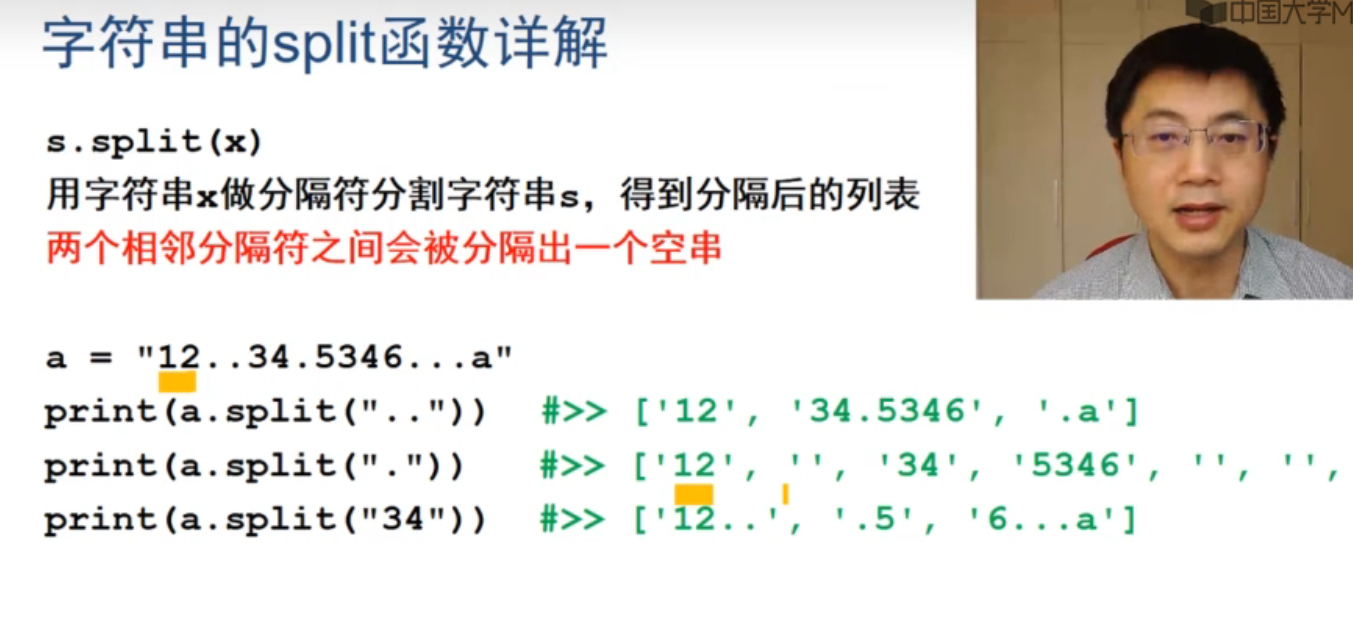 中国大学M
字符串的split函数详解
s.split(x)
用字符串x做分隔符分割字符串s，得到分隔后的列表
两个相邻分隔符之间会被分隔出一个空串
a = "12..34.5346...a"
print(a.split("..")) #>> ['12', '34.5346', '.a']
print(a.split(".")) #>> ['12', '', '34', '5346', '', '',
print(a.split("34")) #>> ['12..', '.5', '6...a']